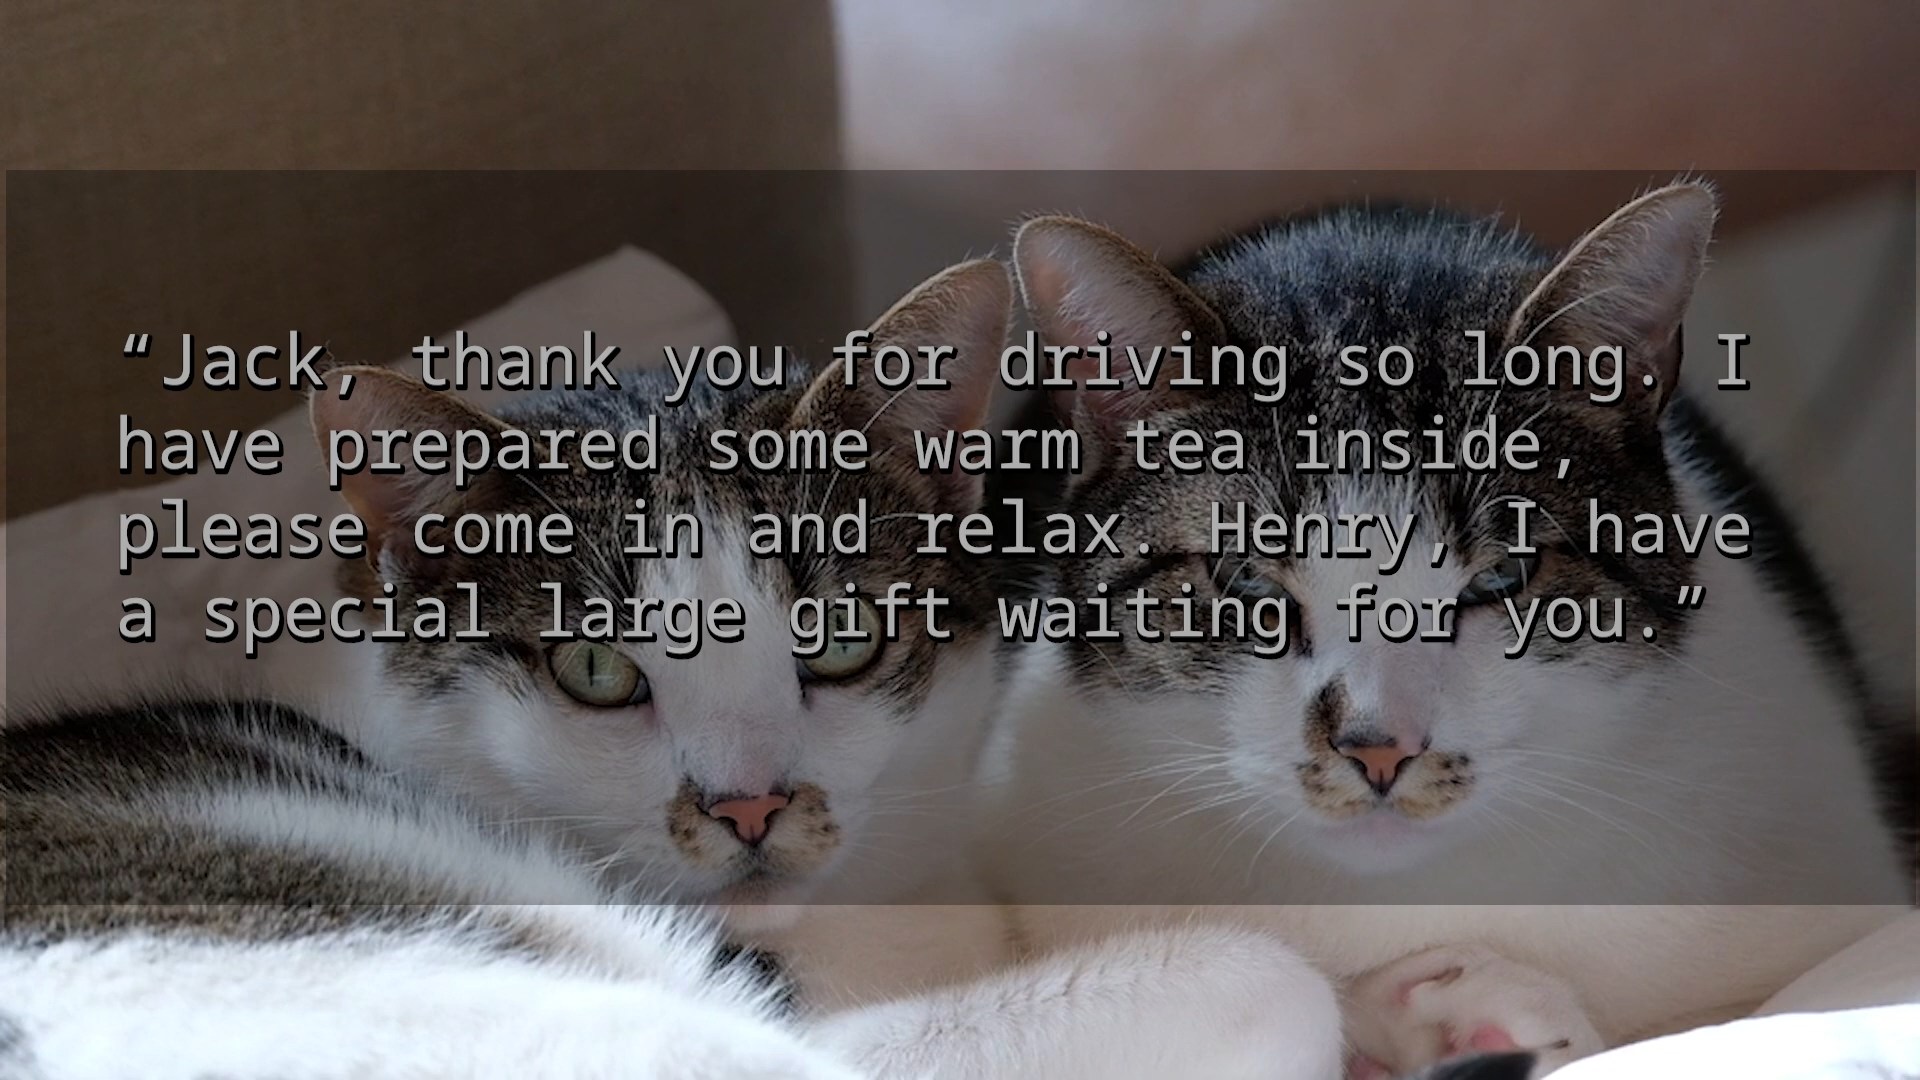 “Jack, thank you for driving so long. I
have prepared some warm tea inside,
please come in and relax. Henry, I have
a special large gift waiting for you.”